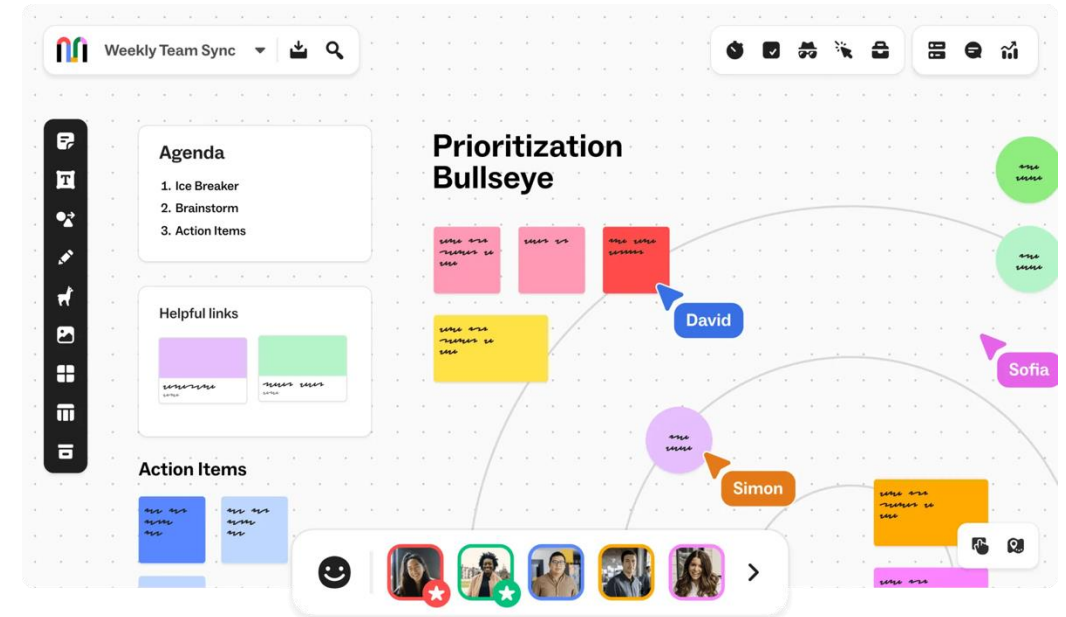 Weekly Team Sync
Agenda
1. Ice Breaker
2. Brainstorm
3. Action Items
Helpful links
Action Items
Prioritization
Bullseye
David
Sofia
Simon